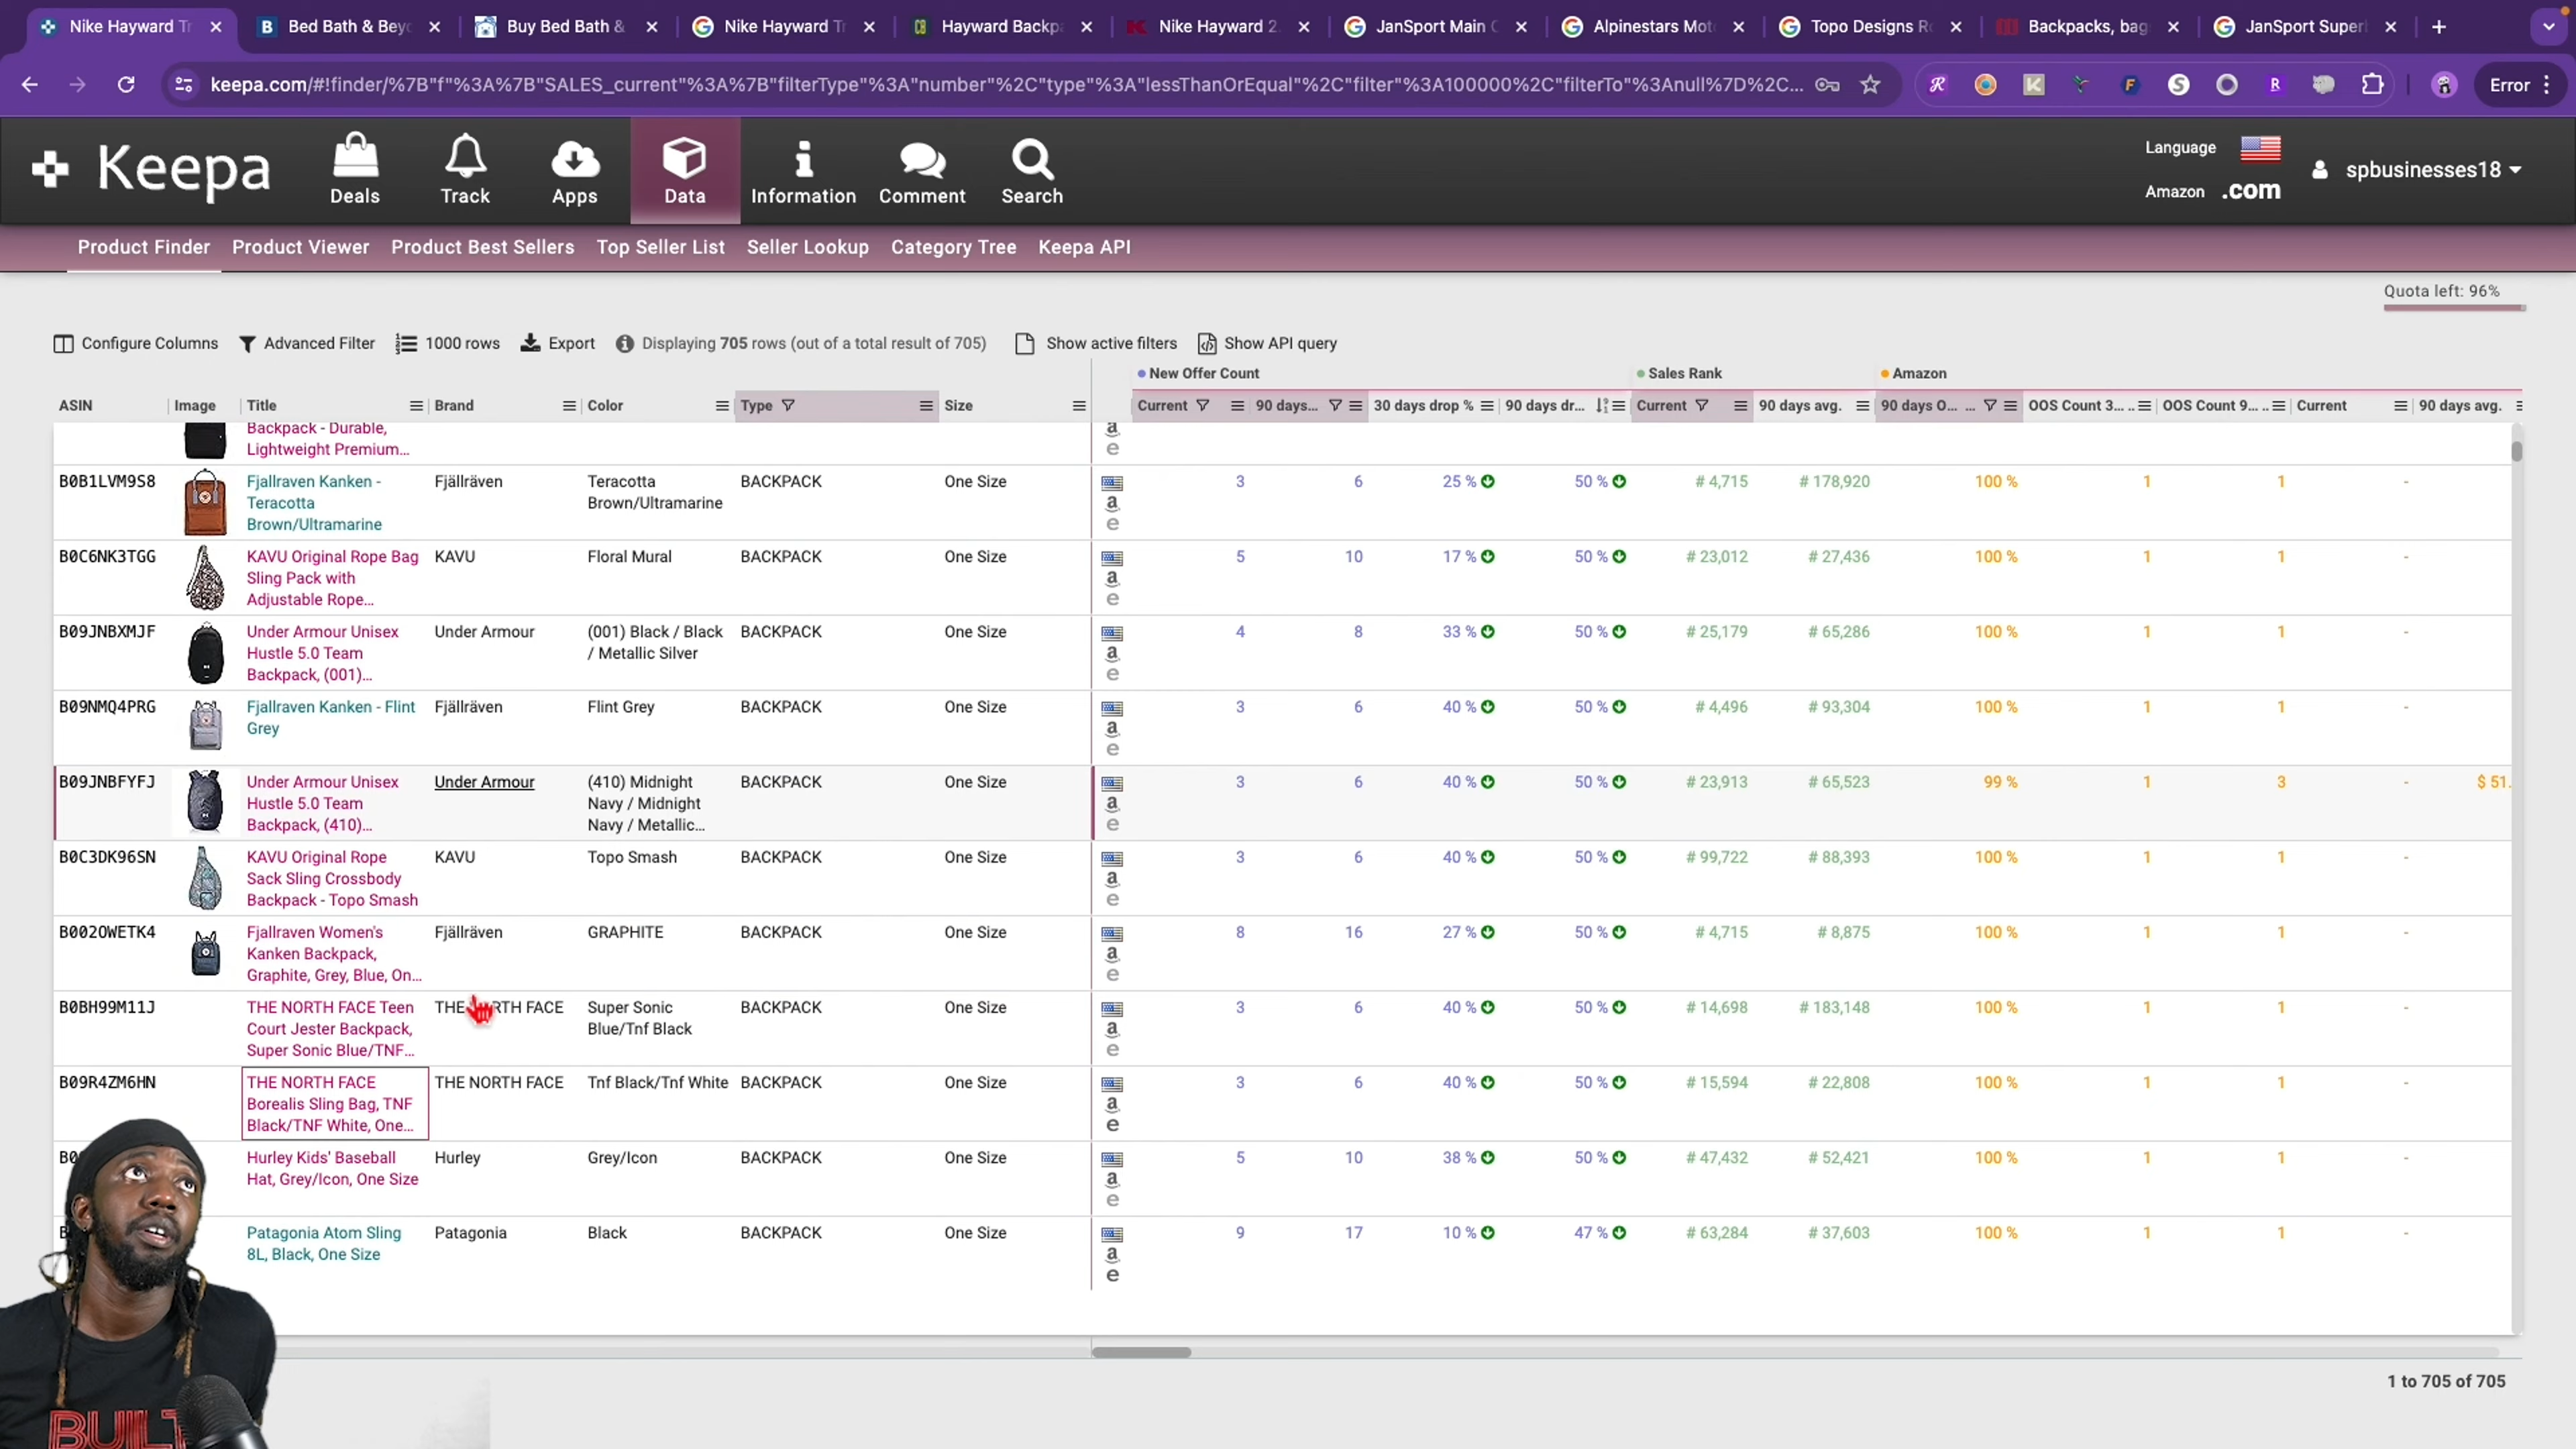 Nike Hayward Tr
Bed Bath & Beyo
Buy Bed Bath &
Nike Hayward Tr
Hayward Backpa
Nike Hayward 2.
JanSport Main C
Alpinestars Mot
Topo Designs Ro
Backpacks, bag
JanSport Superl
keepa.com/#!finder/%7B"f"%3A%7B"SALES_current"%3A%7B"filterType"%3A"number"%2C"type"%3A"lessThanOrEqual"%2C"filter"%3A100000%2C"filterTo"%3Anull%7D%2C...
Error
Keepa
Deals
Track
Apps
Data
Information
Comment
Search
Language
Amazon .com
spbusinesses18
Product Finder Product Viewer Product Best Sellers Top Seller List Seller Lookup Category Tree Keepa API
Quota left: 96%
Configure Columns Advanced Filter 1000 rows Export Displaying 705 rows (out of a total result of 705) Show active filters Show API query
New Offer Count Sales Rank Amazon
ASIN Image Title Brand Color Type Size Current 90 days... 30 days drop % 90 days dr... Current 90 days avg. 90 days O... ... OOS Count 3... .. OOS Count 9... .. Current 90 days avg.
Backpack - Durable,
Lightweight Premium...
B0B1LVM9S8 Fjallraven Kanken - Fjällräven Teracotta BACKPACK One Size 3 6 25 % 50 % # 4,715 # 178,920 100 % 1 1 -
Teracotta Brown/Ultramarine
Brown/Ultramarine
B0C6NK3TGG KAVU Original Rope Bag KAVU Floral Mural BACKPACK One Size 5 10 17 % 50 % # 23,012 # 27,436 100 % 1 1 -
Sling Pack with
Adjustable Rope...
B09JNBXMJF Under Armour Unisex Under Armour (001) Black / Black BACKPACK One Size 4 8 33 % 50 % # 25,179 # 65,286 100 % 1 1 -
Hustle 5.0 Team / Metallic Silver
Backpack, (001)...
B09NMQ4PRG Fjallraven Kanken - Flint Fjällräven Flint Grey BACKPACK One Size 3 6 40 % 50 % # 4,496 # 93,304 100 % 1 1 -
Grey
B09JNBFYFJ Under Armour Unisex Under Armour (410) Midnight BACKPACK One Size 3 6 40 % 50 % # 23,913 # 65,523 99 % 1 3 - $ 51.
Hustle 5.0 Team Navy / Midnight
Backpack, (410)... Navy / Metallic...
B0C3DK96SN KAVU Original Rope KAVU Topo Smash BACKPACK One Size 3 6 40 % 50 % # 99,722 # 88,393 100 % 1 1 -
Sack Sling Crossbody
Backpack - Topo Smash
B002OWETK4 Fjallraven Women's Fjällräven GRAPHITE BACKPACK One Size 8 16 27 % 50 % # 4,715 # 8,875 100 % 1 1 -
Kanken Backpack,
Graphite, Grey, Blue, On...
B0BH99M11J THE NORTH FACE Teen THE NORTH FACE Super Sonic BACKPACK One Size 3 6 40 % 50 % # 14,698 # 183,148 100 % 1 1 -
Court Jester Backpack, Blue/Tnf Black
Super Sonic Blue/TNF...
B09R4ZM6HN THE NORTH FACE THE NORTH FACE Tnf Black/Tnf White BACKPACK One Size 3 6 40 % 50 % # 15,594 # 22,808 100 % 1 1 -
Borealis Sling Bag, TNF
Black/TNF White, One...
Hurley Kids' Baseball Hurley Grey/Icon BACKPACK One Size 5 10 38 % 50 % # 47,432 # 52,421 100 % 1 1 -
Hat, Grey/Icon, One Size
Patagonia Atom Sling Patagonia Black BACKPACK One Size 9 17 10 % 47 % # 63,284 # 37,603 100 % 1 1 -
8L, Black, One Size
1 to 705 of 705
BUILT